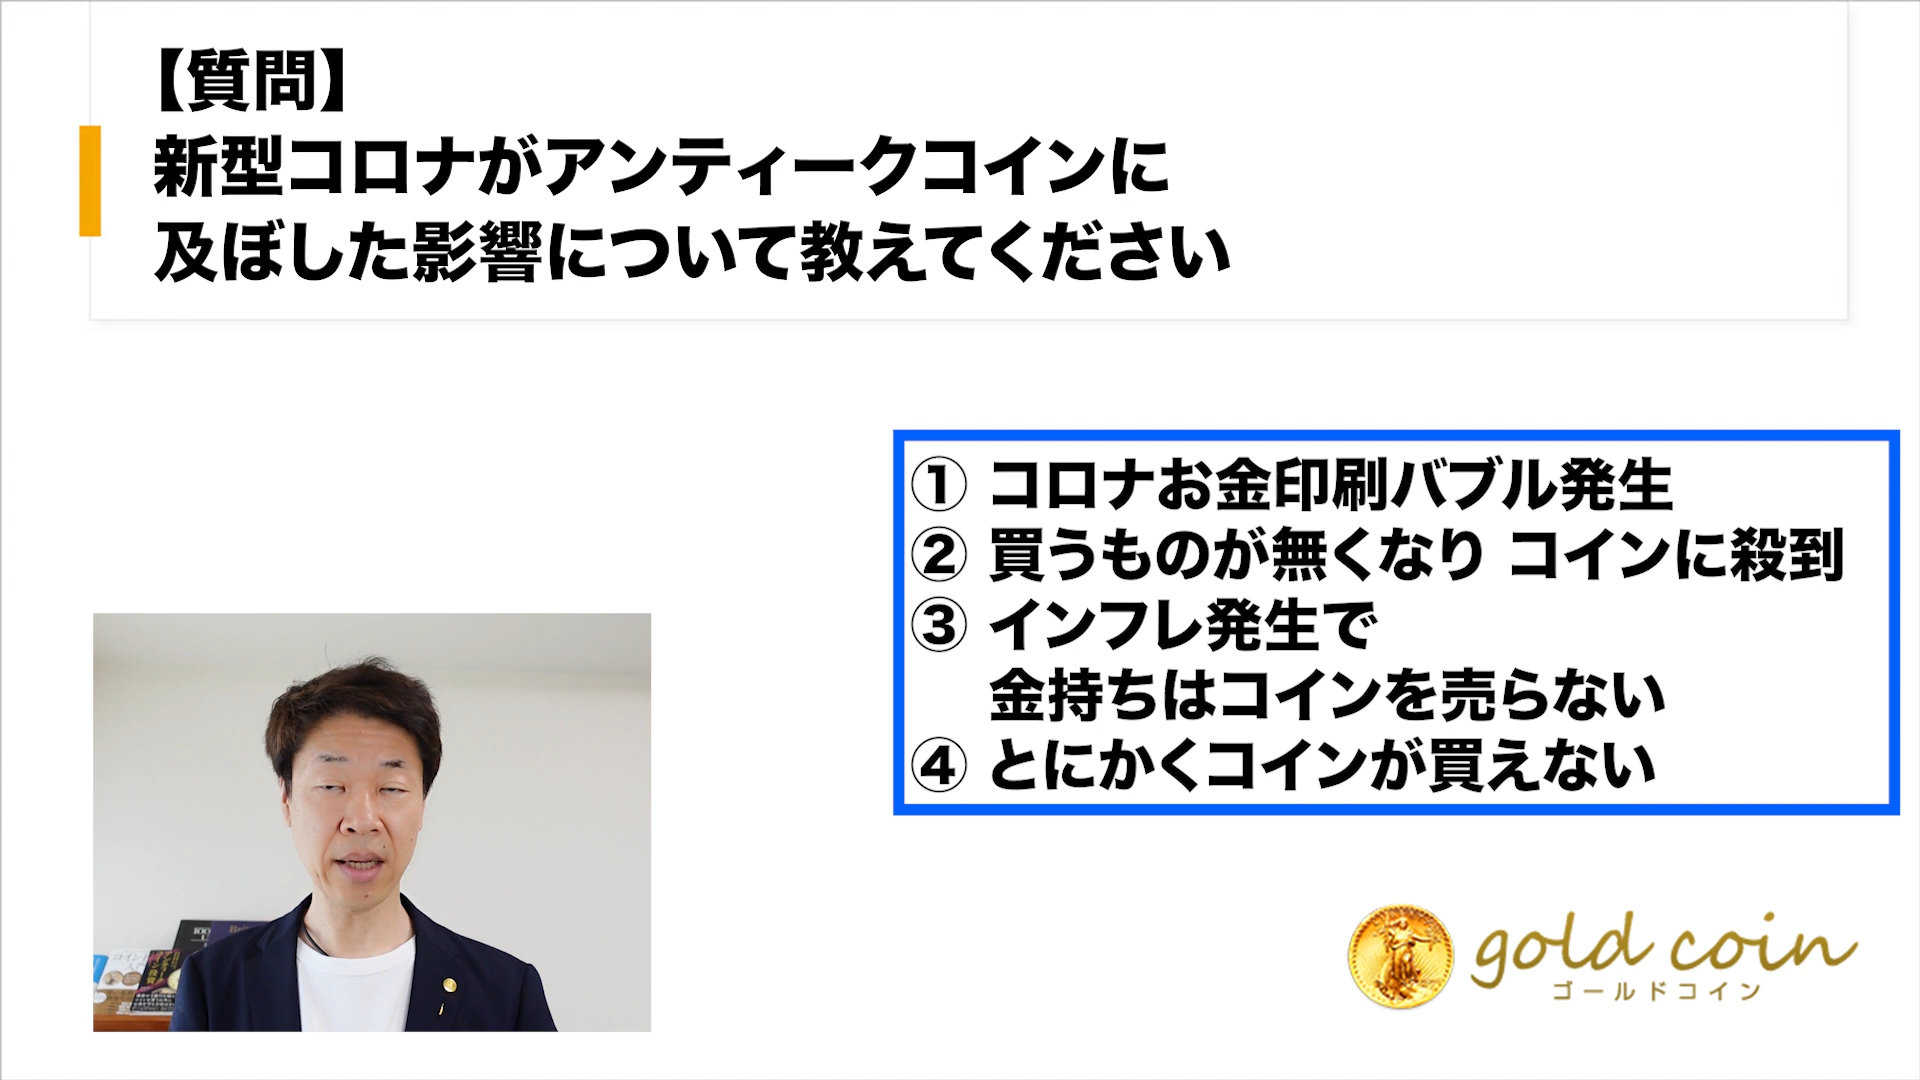 【質問】
新型コロナがアンティークコインに
及ぼした影響について教えてください
① コロナお金印刷バブル発生
② 買うものが無くなり コインに殺到
③ インフレ発生で
金持ちはコインを売らない
④ とにかくコインが買えない
gold coin
ゴールドコイン